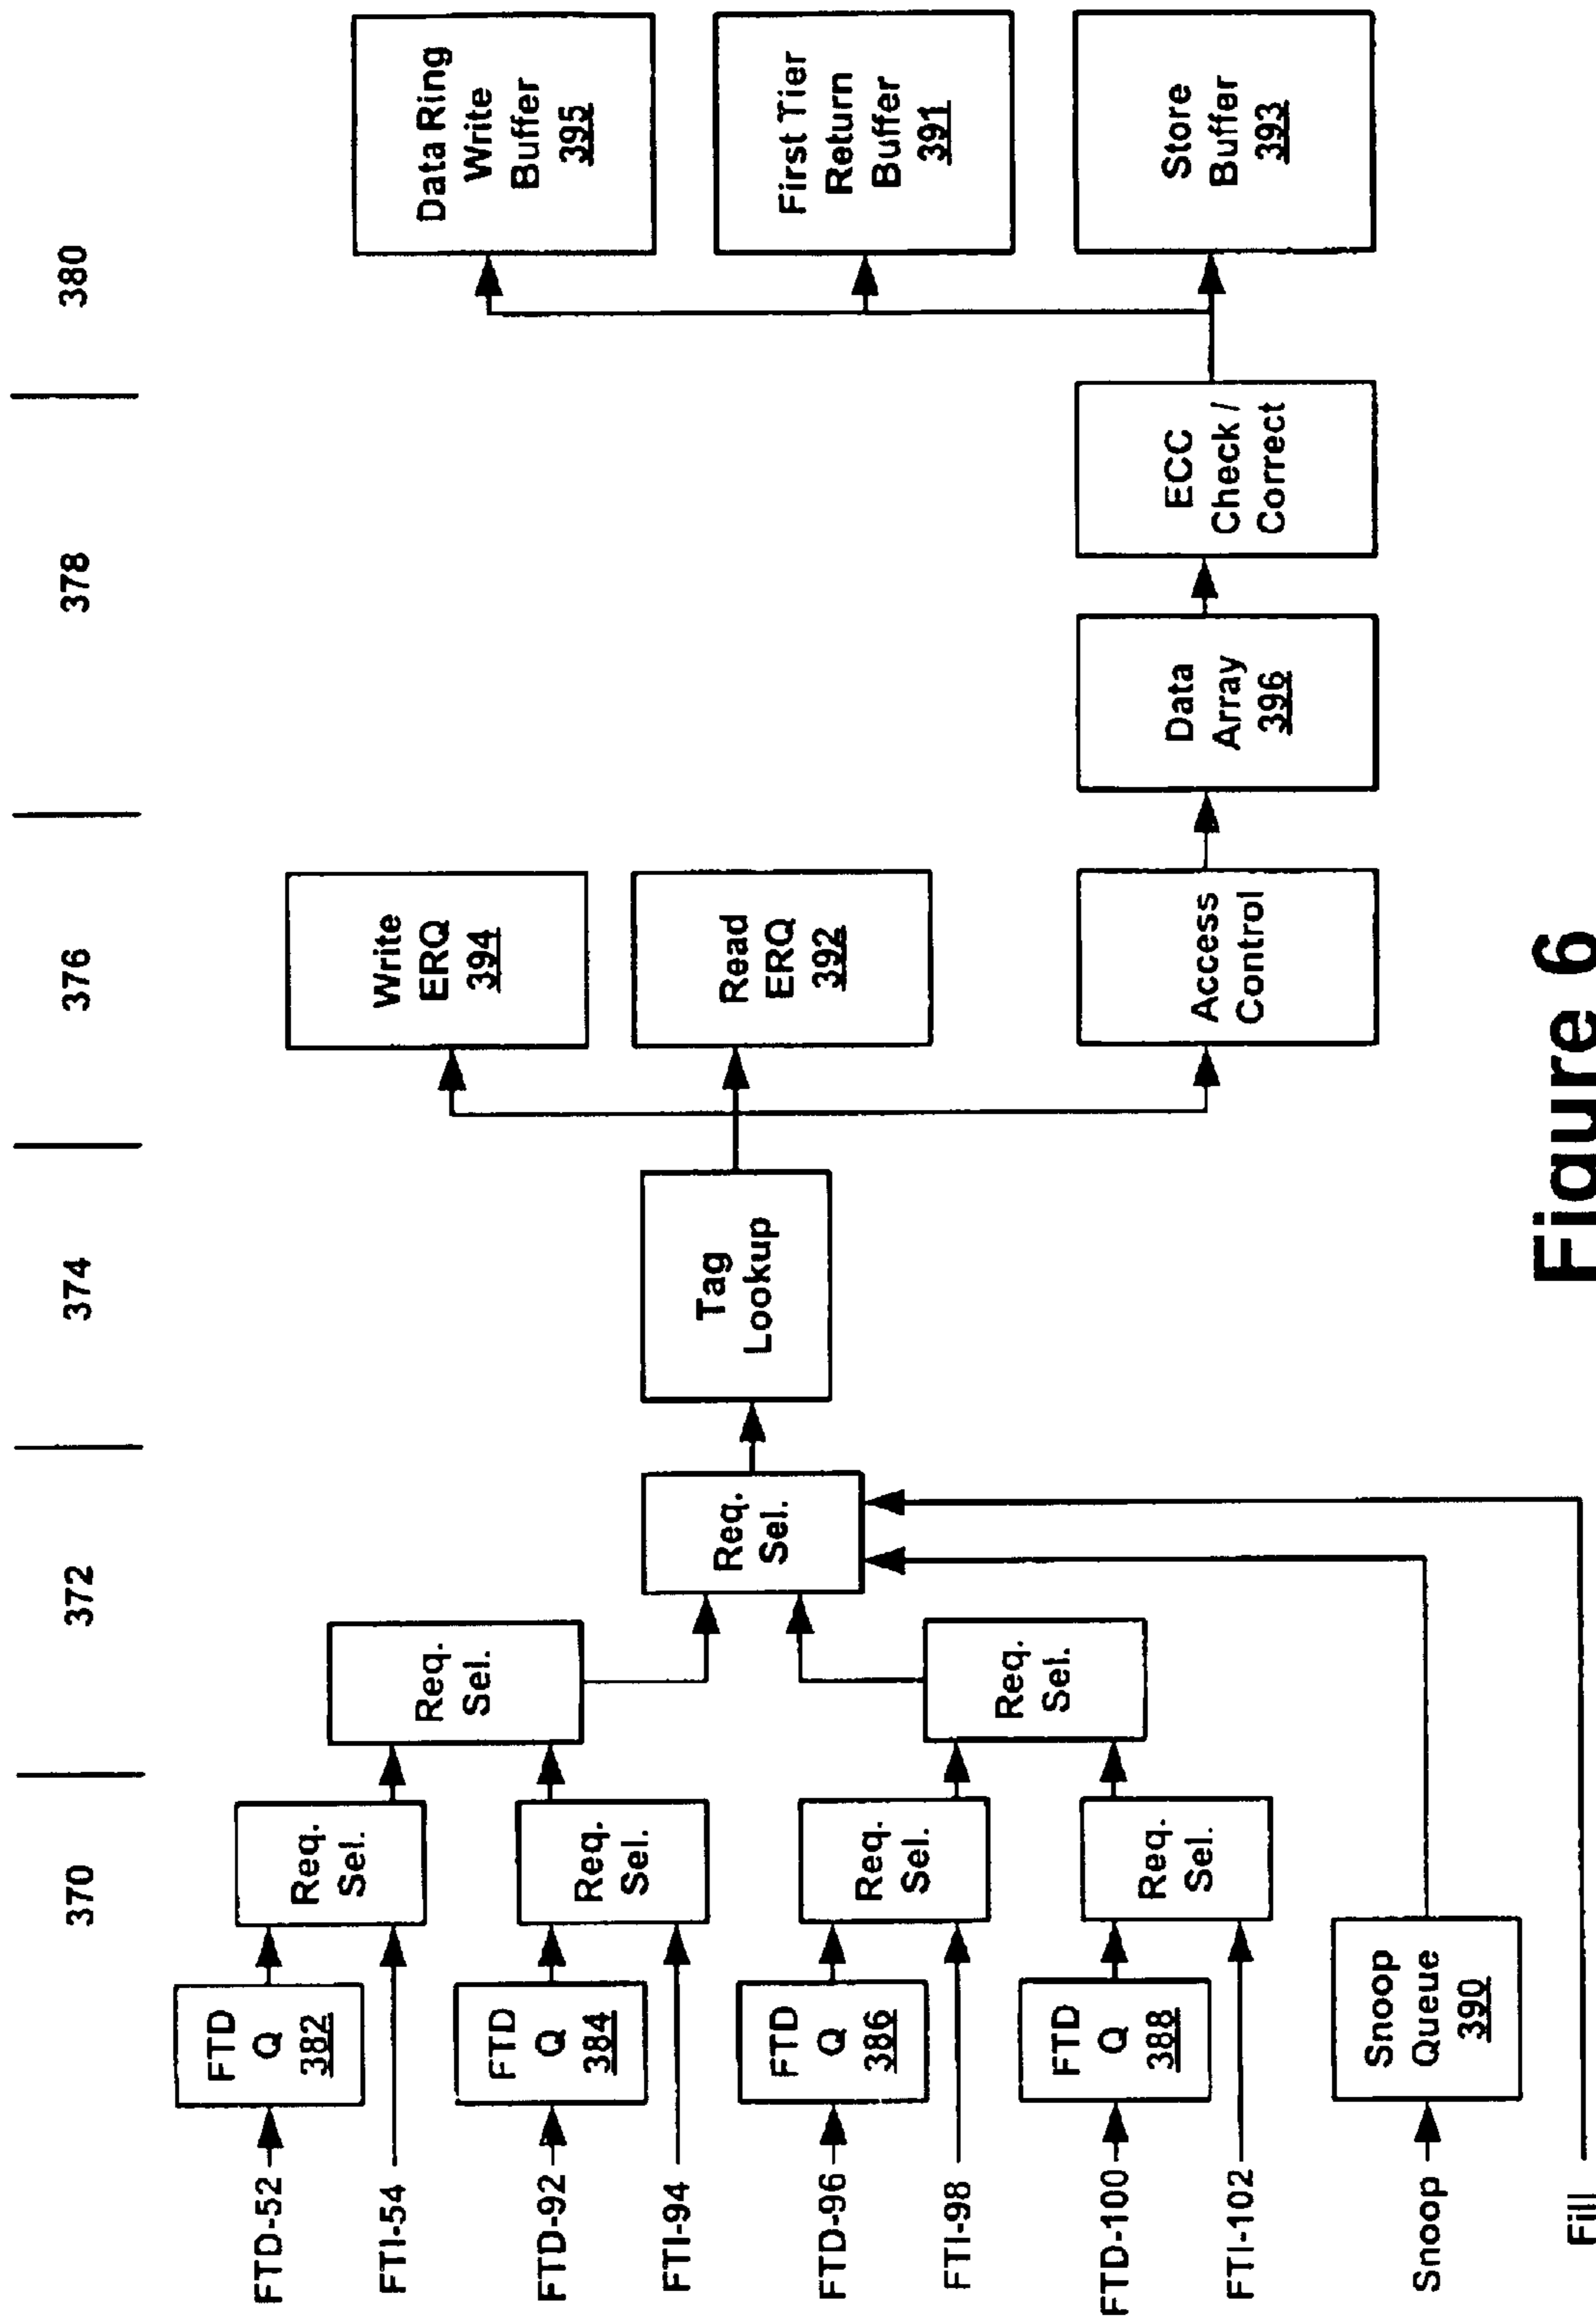 370
372
374
376
378
380
FTD-52
FTD
Q
382
Req.
Sel.
FTI-54
Req.
Sel.
FTD-92
FTD
Q
384
Req.
Sel.
FTI-94
Req.
Sel.
Tag
Lookup
Write
ERQ
394
Read
ERQ
392
Data Ring
Write
Buffer
395
First Tier
Return
Buffer
391
FTD-96
FTD
Q
386
Req.
Sel.
FTI-98
Req.
Sel.
FTD-100
FTD
Q
388
Req.
Sel.
FTI-102
Access
Control
Data
Array
396
ECC
Check /
Correct
Store
Buffer
393
Snoop
Snoop
Queue
390
Fill
Figure 6